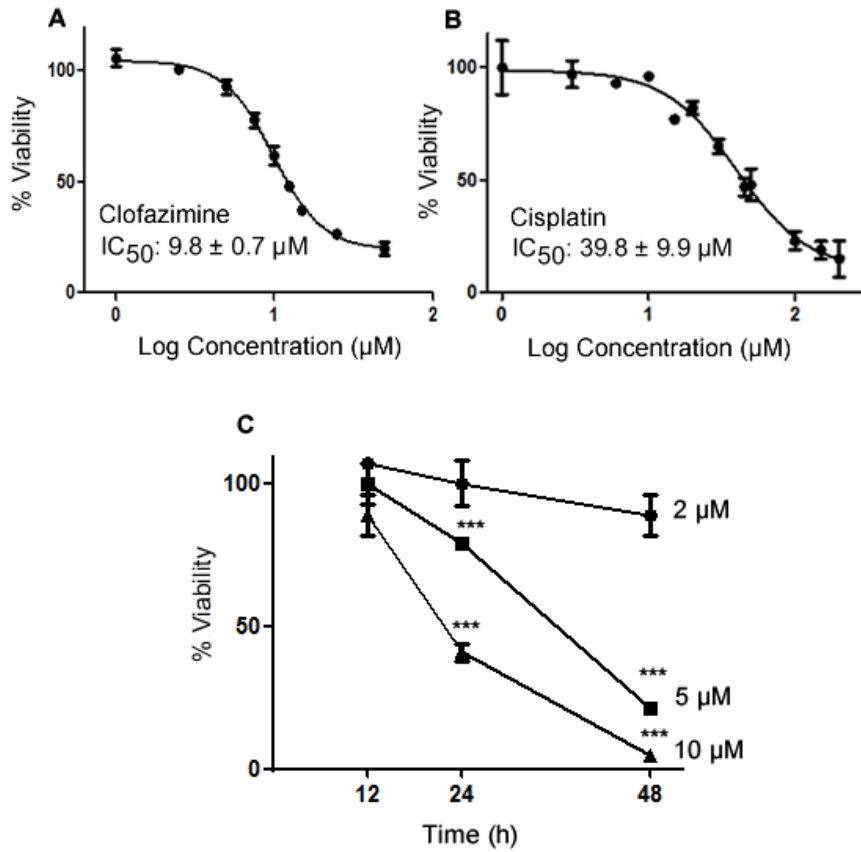 A
% Viability
100
50
0
Clofazimine
IC50: 9.8 ± 0.7 µM
0 1 2
Log Concentration (µM)
B
% Viability
100
50
0
Cisplatin
IC50: 39.8 ± 9.9 µM
0 1 2
Log Concentration (µM)
C
% Viability
100
50
0
***
***
***
***
2 µM
5 µM
10 µM
12 24 48
Time (h)